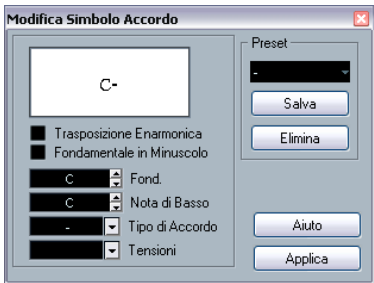 Modifica Simbolo Accordo
C-
Trasposizione Enarmonica
Fondamentale in Minuscolo
C Fond.
C Nota di Basso
- Tipo di Accordo
Tensioni
Preset
-
Salva
Elimina
Aiuto
Applica